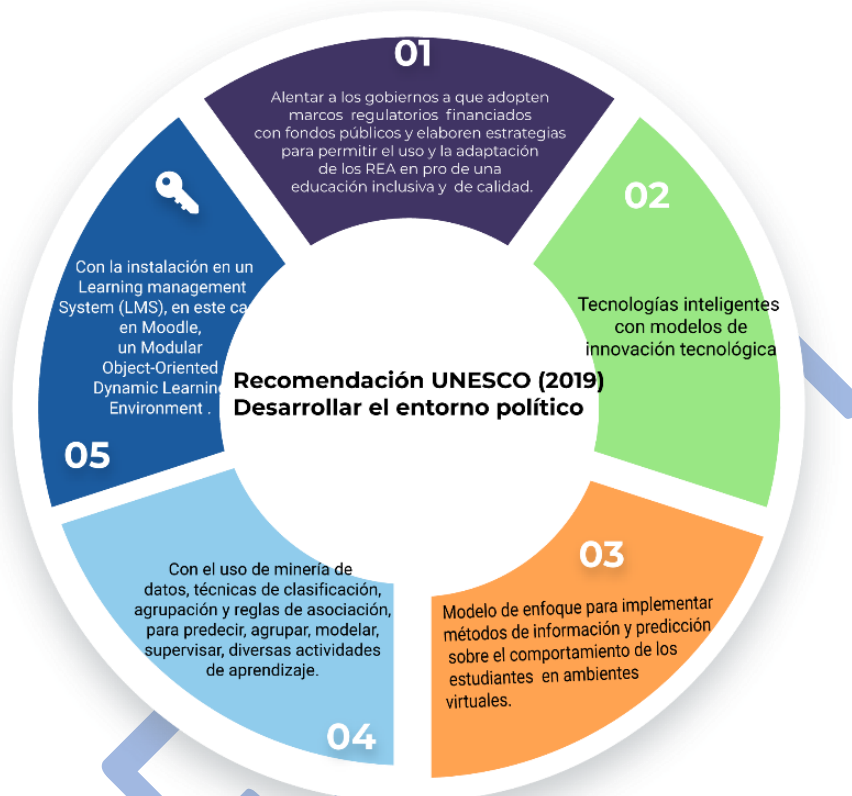 01
Alentar a los gobiernos a que adopten
marcos regulatorios financiados
con fondos públicos y elaboren estrategias
para permitir el uso y la adaptación
de los REA en pro de una
educación inclusiva y de calidad.
02
Tecnologías inteligentes
con modelos de
innovación tecnológica
Recomendación UNESCO (2019)
Desarrollar el entorno político
03
Modelo de enfoque para implementar
métodos de información y predicción
sobre el comportamiento de los
estudiantes en ambientes
virtuales.
Con el uso de minería de
datos, técnicas de clasificación,
agrupación y reglas de asociación,
para predecir, agrupar, modelar,
supervisar, diversas actividades
de aprendizaje.
04
Con la instalación en un
Learning management
System (LMS), en este ca
en Moodle,
un Modular
Object-Oriented
Dynamic Learning
Environment .
05